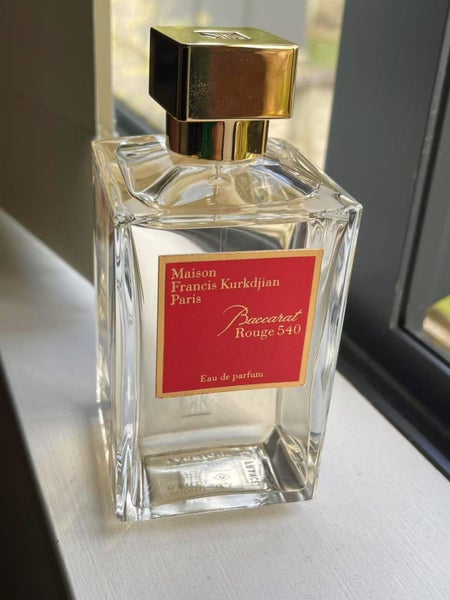 Maison
Francis Kurkdjian
Paris
Baccarat
Rouge 540
Eau de parfum